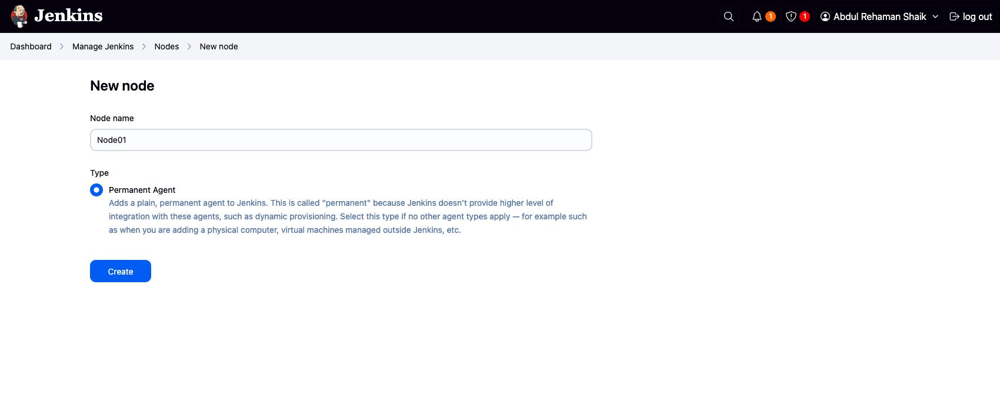 Jenkins
1
1
Abdul Rehaman Shaik
log out
Dashboard
Manage Jenkins
Nodes
New node
New node
Node name
Node01
Type
Permanent Agent
Adds a plain, permanent agent to Jenkins. This is called "permanent" because Jenkins doesn’t provide higher level of
integration with these agents, such as dynamic provisioning. Select this type if no other agent types apply — for example such
as when you are adding a physical computer, virtual machines managed outside Jenkins, etc.
Create